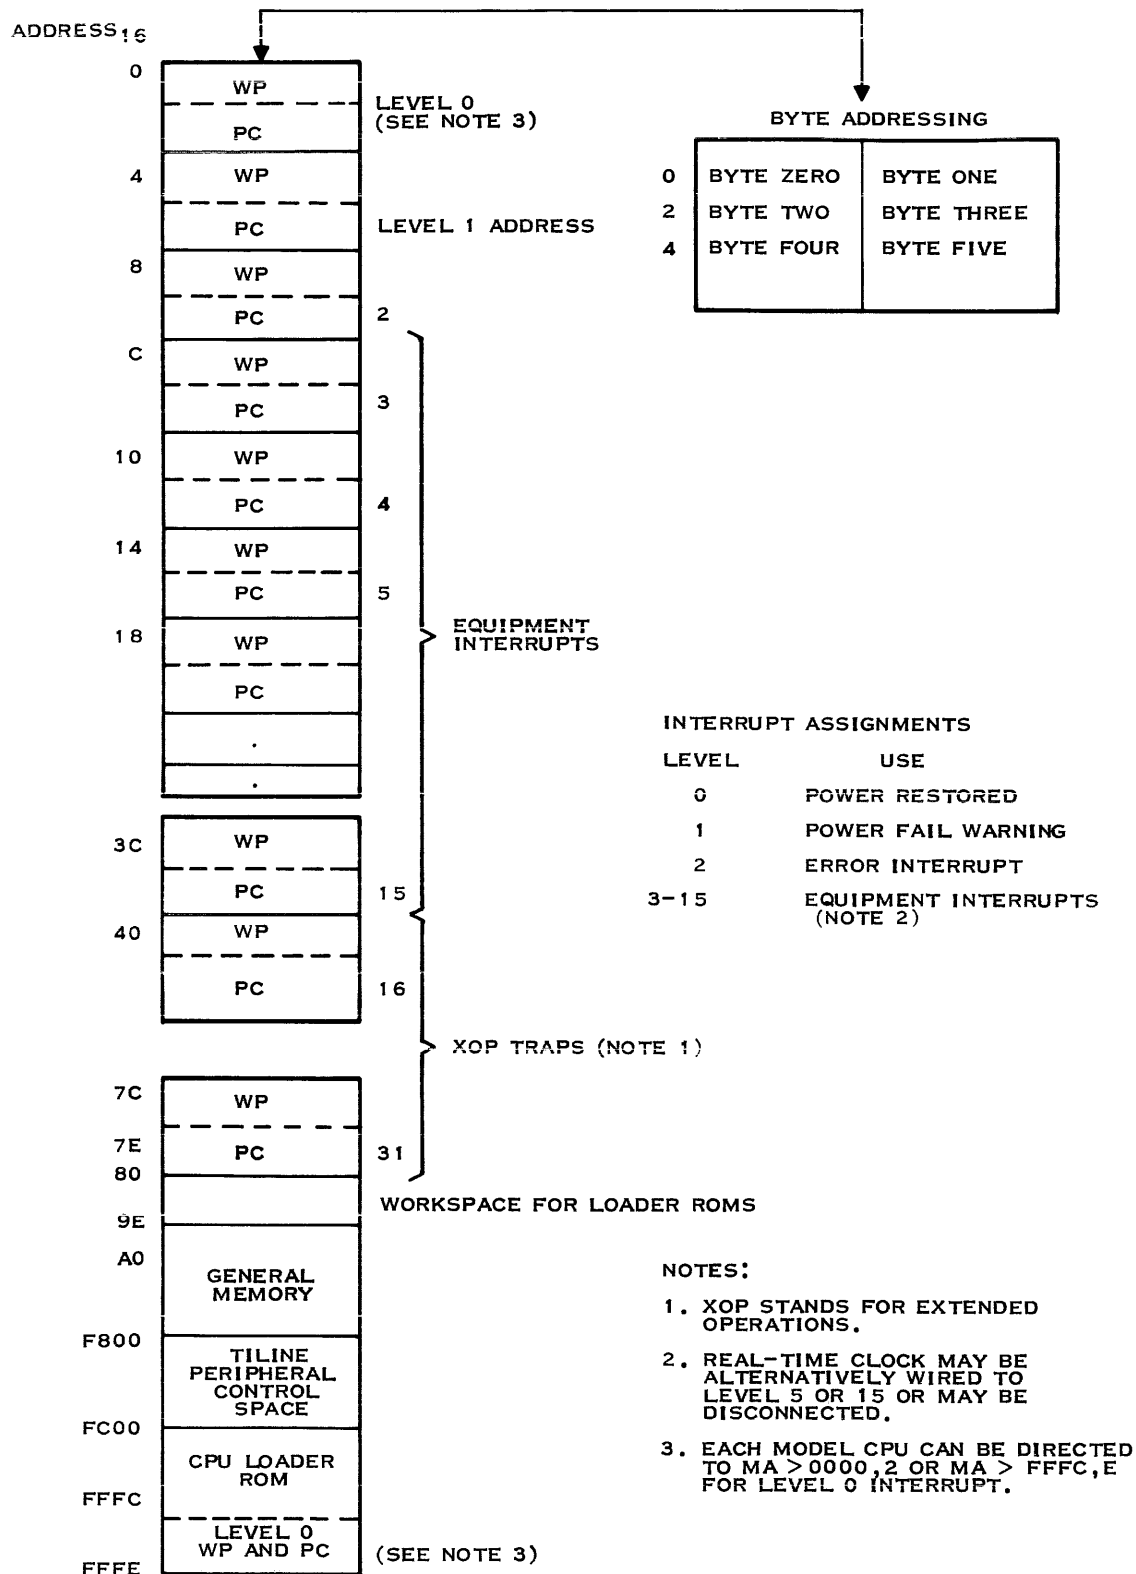 ADDRESS16
0
WP
LEVEL 0
(SEE NOTE 3)
PC
4
WP
PC
LEVEL 1 ADDRESS
8
WP
PC
2
C
WP
PC
3
10
WP
PC
4
14
WP
PC
5
18
WP
PC
.
.
EQUIPMENT
INTERRUPTS
3C
WP
PC
15
40
WP
PC
16
XOP TRAPS (NOTE 1)
7C
WP
7E
PC
31
80
WORKSPACE FOR LOADER ROMS
9E
A0
GENERAL
MEMORY
F800
TILINE
PERIPHERAL
CONTROL
SPACE
FC00
CPU LOADER
ROM
FFFC
LEVEL 0
WP AND PC
(SEE NOTE 3)
FFFE
BYTE ADDRESSING
0 BYTE ZERO BYTE ONE
2 BYTE TWO BYTE THREE
4 BYTE FOUR BYTE FIVE
INTERRUPT ASSIGNMENTS
LEVEL USE
0 POWER RESTORED
1 POWER FAIL WARNING
2 ERROR INTERRUPT
3-15 EQUIPMENT INTERRUPTS
(NOTE 2)
NOTES:
1. XOP STANDS FOR EXTENDED
OPERATIONS.
2. REAL-TIME CLOCK MAY BE
ALTERNATIVELY WIRED TO
LEVEL 5 OR 15 OR MAY BE
DISCONNECTED.
3. EACH MODEL CPU CAN BE DIRECTED
TO MA >0000,2 OR MA > FFFC,E
FOR LEVEL 0 INTERRUPT.